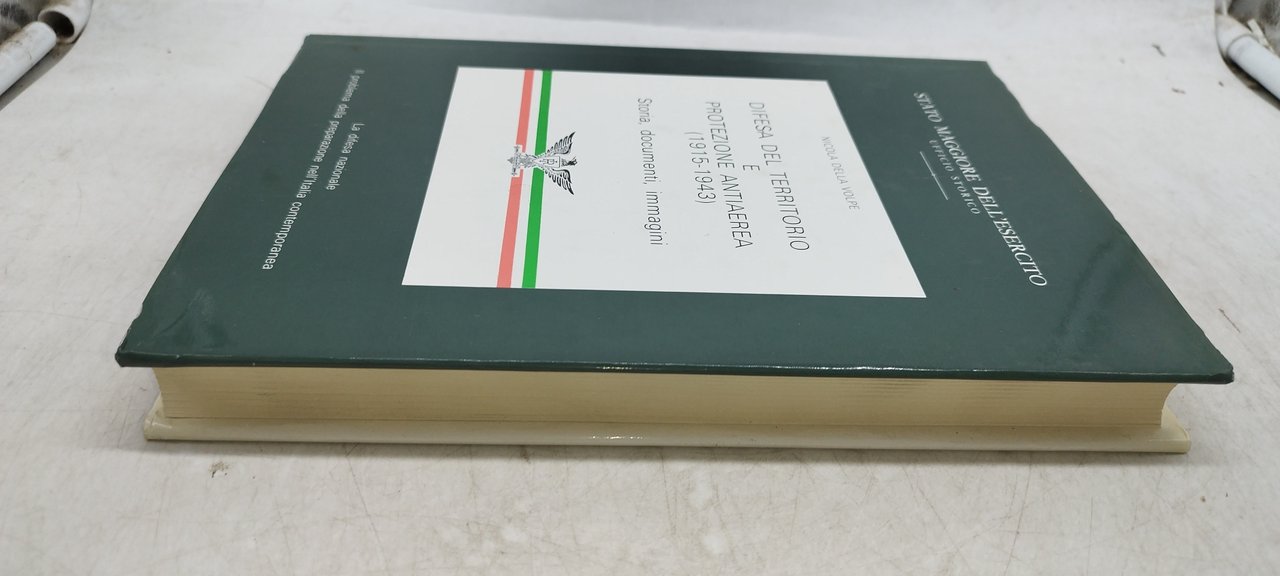 STATO MAGGIORE DELL'ESERCITO
UFFICIO STORICO
NICOLA DELLA VOLPE
DIFESA DEL TERRITORIO
E
PROTEZIONE ANTIAEREA
(1915-1943)
Storia, documenti, immagini
La difesa nazionale
Il problema della preparazione nell'Italia contemporanea